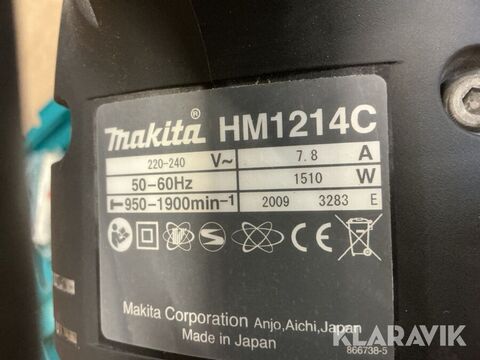 makita® HM1214C
220-240 V~ 7.8 A
50-60Hz 1510 W
950-1900min-1 2009 3283 E
Makita Corporation Anjo,Aichi,Japan
Made in Japan
866738-5
KLARAVIK